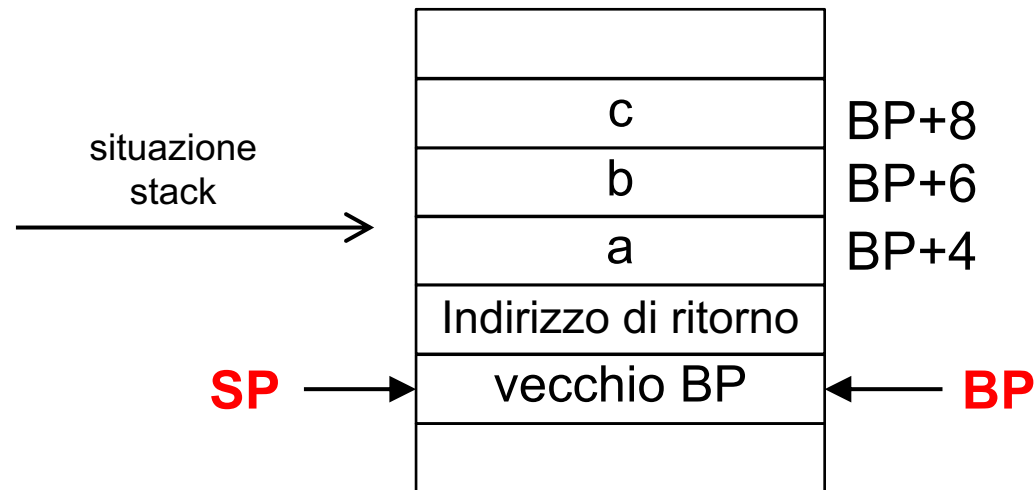 situazione
stack
c
BP+8
b
BP+6
a
BP+4
Indirizzo di ritorno
SP
vecchio BP
BP